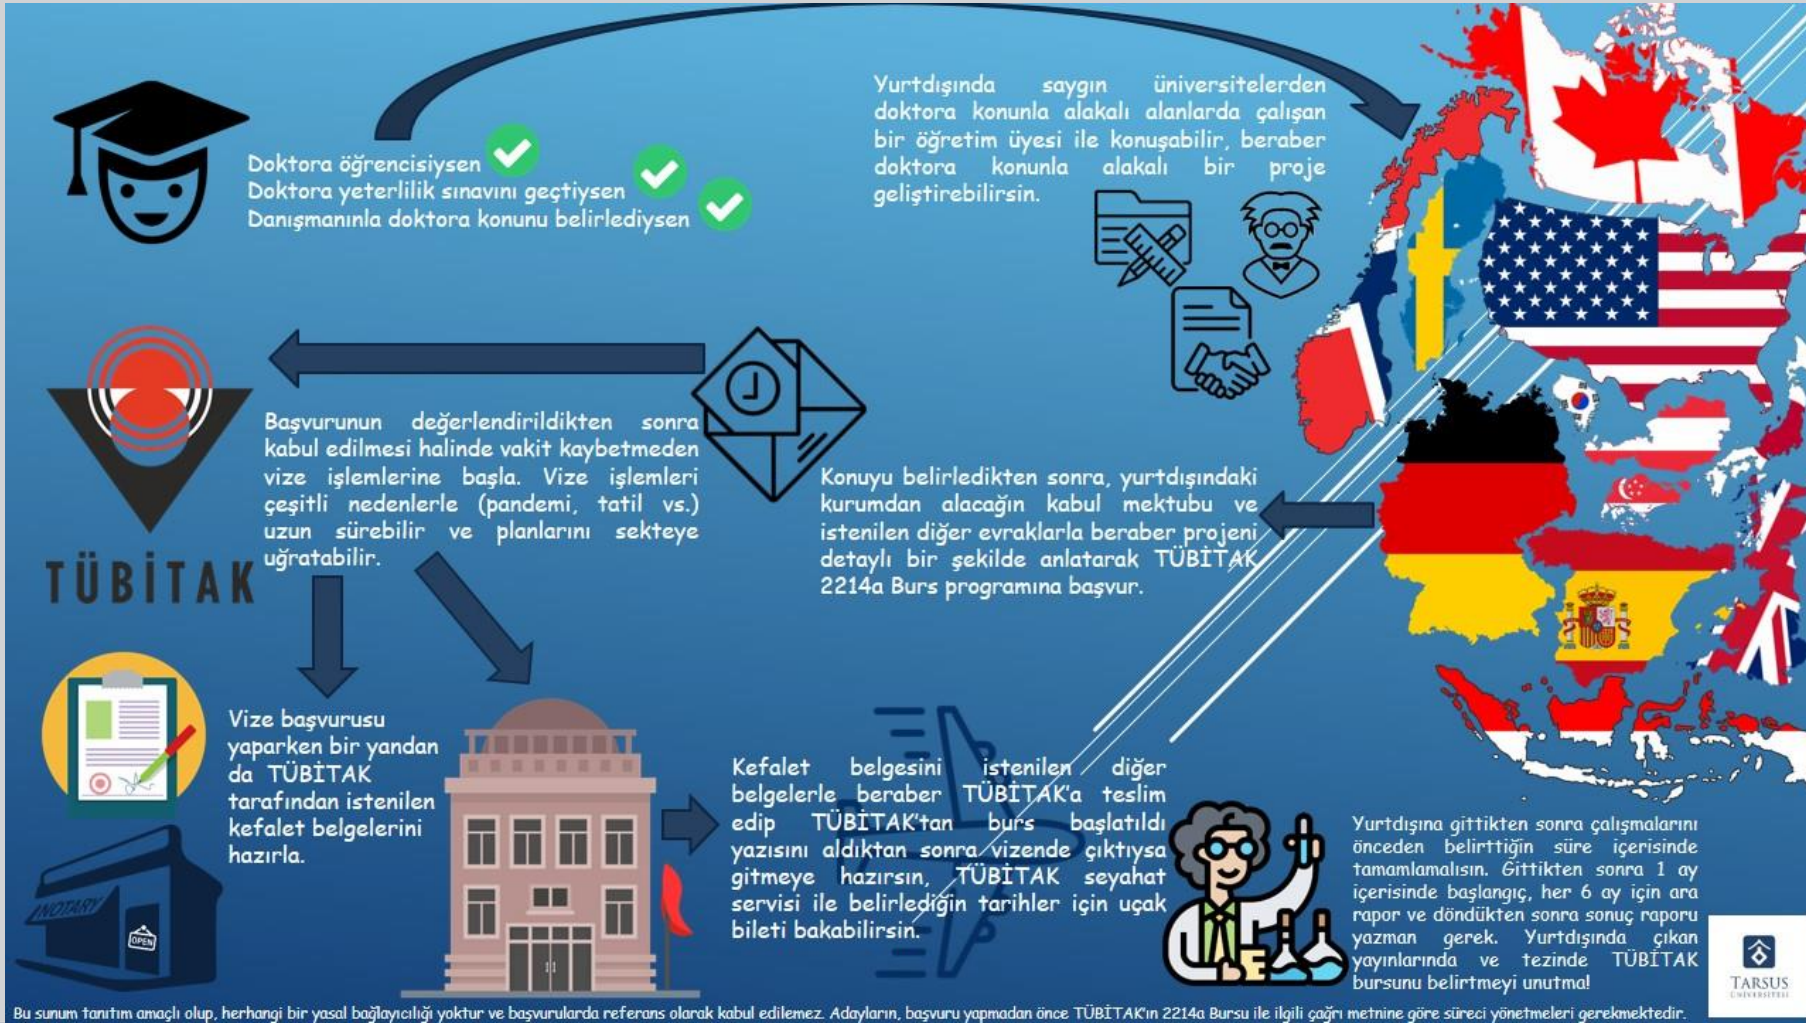 Doktora öğrencisiysen
Doktora yeterlilik sınavını geçtiysen
Danışmanınla doktora konunu belirlediysen
Yurtdışında saygın üniversitelerden
doktora konunla alakalı alanlarda çalışan
bir öğretim üyesi ile konuşabilir, beraber
doktora konunla alakalı bir proje
geliştirebilirsin.
Konuyu belirledikten sonra, yurtdışındaki
kurumdan alacağın kabul mektubu ve
istenilen diğer evraklarla beraber projeni
detaylı bir şekilde anlatarak TÜBİTAK
2214a Burs programına başvur.
TÜBİTAK
Başvurunun değerlendirildikten sonra
kabul edilmesi halinde vakit kaybetmeden
vize işlemlerine başla. Vize işlemleri
çeşitli nedenlerle (pandemi, tatil vs.)
uzun sürebilir ve planlarını sekteye
uğratabilir.
Vize başvurusu
yaparken bir yandan
da TÜBİTAK
tarafından istenilen
kefalet belgelerini
hazırla.
NOTARY
OPEN
Kefalet belgesini istenilen diğer
belgelerle beraber TÜBİTAK'a teslim
edip TÜBİTAK'tan burs başlatıldı
yazısını aldıktan sonra vizende çıktıysa
gitmeye hazırsın, TÜBİTAK seyahat
servisi ile belirlediğin tarihler için uçak
bileti bakabilirsin.
Yurtdışına gittikten sonra çalışmalarını
önceden belirttiğin süre içerisinde
tamamlamalısın. Gittikten sonra 1 ay
içerisinde başlangıç, her 6 ay için ara
rapor ve döndükten sonra sonuç raporu
yazman gerek. Yurtdışında çıkan
yayınlarında ve tezinde TÜBİTAK
bursunu belirtmeyi unutma!
TARSUS
ÜNİVERSİTESİ
Bu sunum tanıtım amaçlı olup, herhangi bir yasal bağlayıcılığı yoktur ve başvurularda referans olarak kabul edilemez. Adayların, başvuru yapmadan önce TÜBİTAK'ın 2214a Bursu ile ilgili çağrı metnine göre süreci yönetmeleri gerekmektedir.